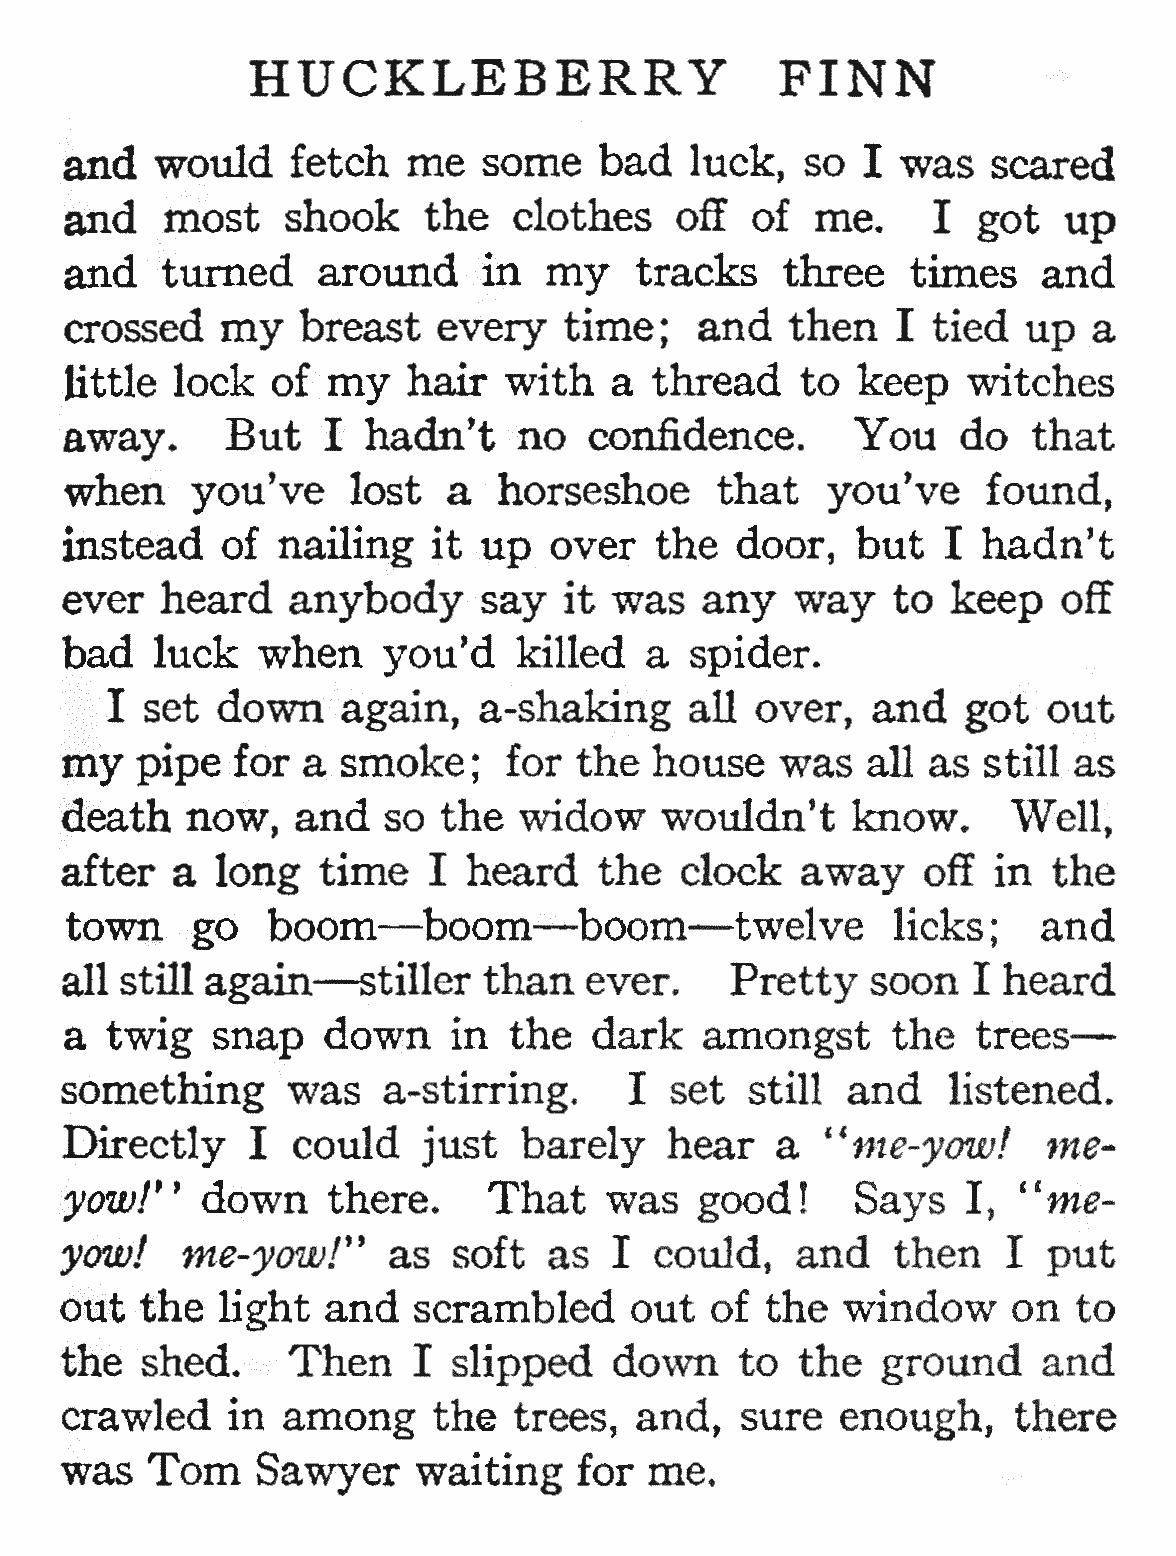 HUCKLEBERRY FINN
and would fetch me some bad luck, so I was scared
and most shook the clothes off of me. I got up
and turned around in my tracks three times and
crossed my breast every time; and then I tied up a
little lock of my hair with a thread to keep witches
away. But I hadn't no confidence. You do that
when you've lost a horseshoe that you've found,
instead of nailing it up over the door, but I hadn't
ever heard anybody say it was any way to keep off
bad luck when you'd killed a spider.
I set down again, a-shaking all over, and got out
my pipe for a smoke; for the house was all as still as
death now, and so the widow wouldn't know. Well,
after a long time I heard the clock away off in the
town go boom—boom—boom—twelve licks; and
all still again—stiller than ever. Pretty soon I heard
a twig snap down in the dark amongst the trees—
something was a-stirring. I set still and listened.
Directly I could just barely hear a "me-yow! me-
yow!" down there. That was good! Says I, "me-
yow! me-yow!" as soft as I could, and then I put
out the light and scrambled out of the window on to
the shed. Then I slipped down to the ground and
crawled in among the trees, and, sure enough, there
was Tom Sawyer waiting for me.